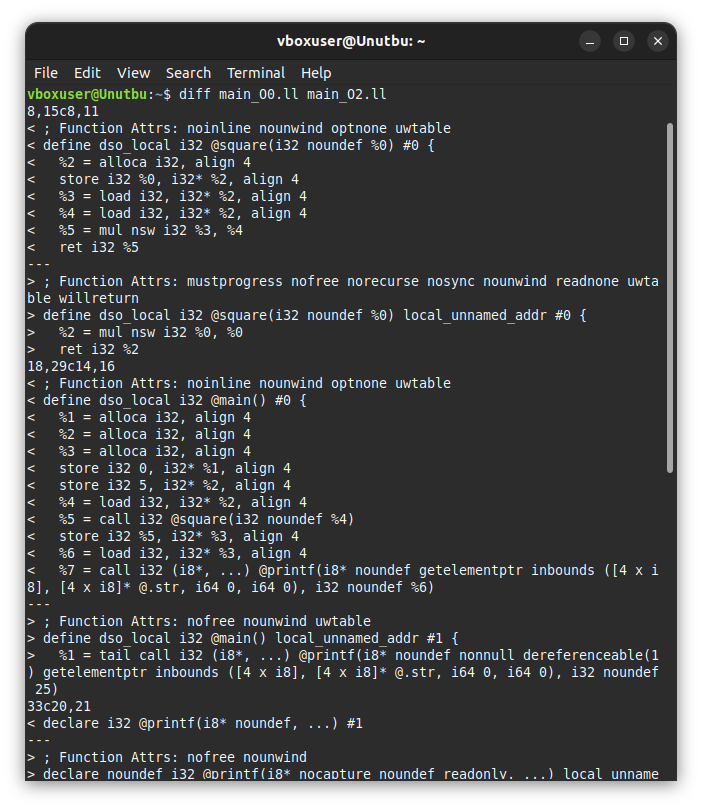 vboxuser@Unutbu: ~
File Edit View Search Terminal Help
vboxuser@Unutbu:~$ diff main_O0.ll main_O2.ll
8,15c8,11
< ; Function Attrs: noinline nounwind optnone uwtable
< define dso_local i32 @square(i32 noundef %0) #0 {
<   %2 = alloca i32, align 4
<   store i32 %0, i32* %2, align 4
<   %3 = load i32, i32* %2, align 4
<   %4 = load i32, i32* %2, align 4
<   %5 = mul nsw i32 %3, %4
<   ret i32 %5
---
> ; Function Attrs: mustprogress nofree norecurse nosync nounwind readnone uwta
ble willreturn
> define dso_local i32 @square(i32 noundef %0) local_unnamed_addr #0 {
>   %2 = mul nsw i32 %0, %0
>   ret i32 %2
18,29c14,16
< ; Function Attrs: noinline nounwind optnone uwtable
< define dso_local i32 @main() #0 {
<   %1 = alloca i32, align 4
<   %2 = alloca i32, align 4
<   %3 = alloca i32, align 4
<   store i32 0, i32* %1, align 4
<   store i32 5, i32* %2, align 4
<   %4 = load i32, i32* %2, align 4
<   %5 = call i32 @square(i32 noundef %4)
<   store i32 %5, i32* %3, align 4
<   %6 = load i32, i32* %3, align 4
<   %7 = call i32 (i8*, ...) @printf(i8* noundef getelementptr inbounds ([4 x i
8], [4 x i8]* @.str, i64 0, i64 0), i32 noundef %6)
---
> ; Function Attrs: nofree nounwind uwtable
> define dso_local i32 @main() local_unnamed_addr #1 {
>   %1 = tail call i32 (i8*, ...) @printf(i8* noundef nonnull dereferenceable(1
) getelementptr inbounds ([4 x i8], [4 x i8]* @.str, i64 0, i64 0), i32 noundef
 25)
33c20,21
< declare i32 @printf(i8* noundef, ...) #1
---
> ; Function Attrs: nofree nounwind
> declare noundef i32 @printf(i8* nocapture noundef readonly, ...) local_unname